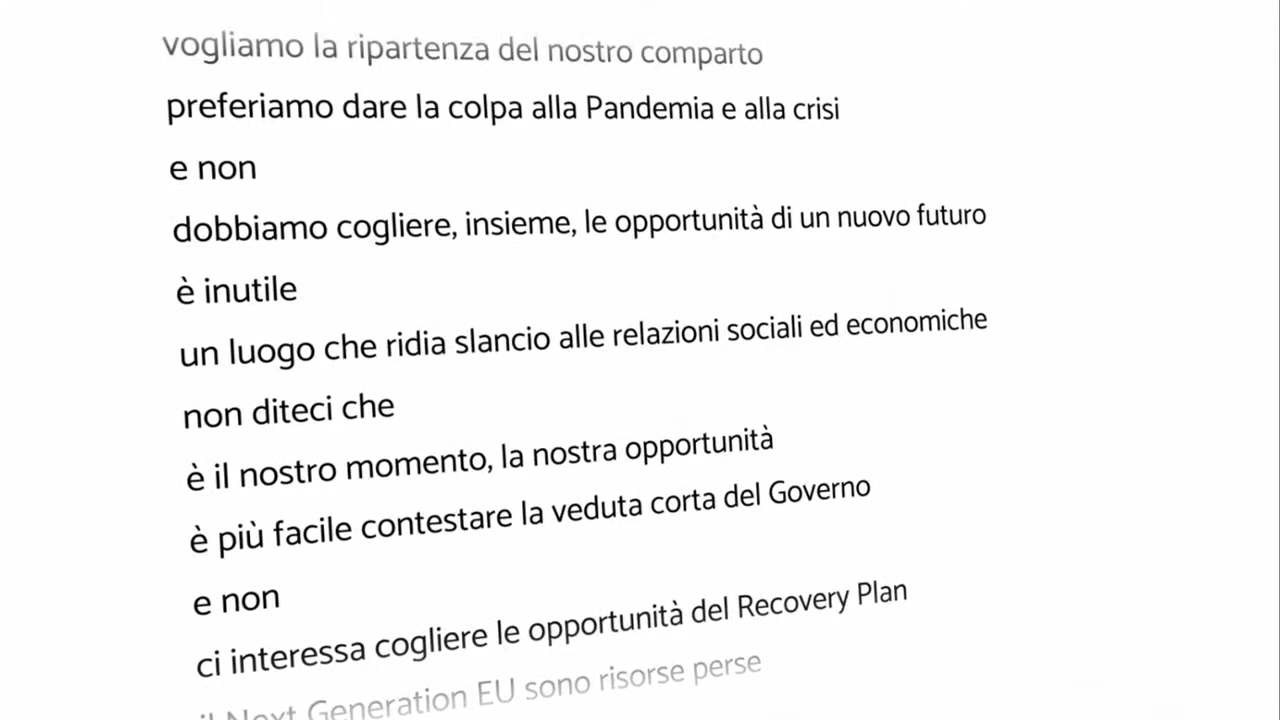 vogliamo la ripartenza del nostro comparto
preferiamo dare la colpa alla Pandemia e alla crisi
e non
dobbiamo cogliere, insieme, le opportunità di un nuovo futuro
è inutile
un luogo che ridia slancio alle relazioni sociali ed economiche
non diteci che
è il nostro momento, la nostra opportunità
è più facile contestare la veduta corta del Governo
e non
ci interessa cogliere le opportunità del Recovery Plan
il Next Generation EU sono risorse perse